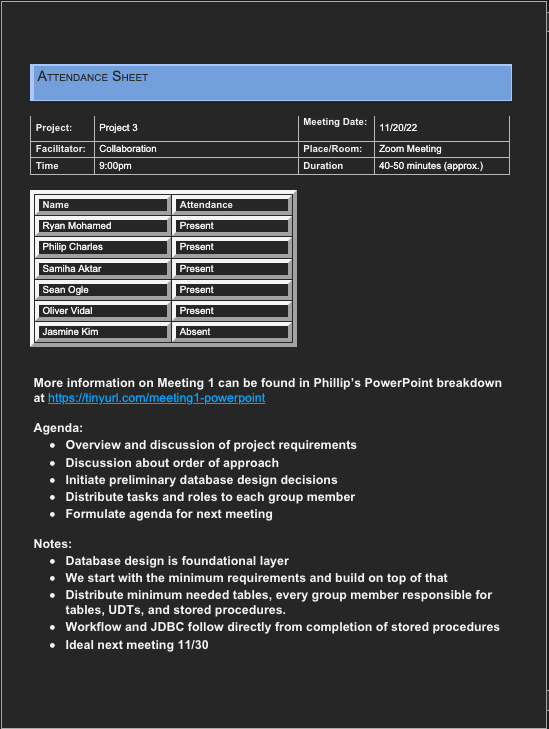 Attendance Sheet
Project: Project 3 Meeting Date: 11/20/22
Facilitator: Collaboration Place/Room: Zoom Meeting
Time 9:00pm Duration 40-50 minutes (approx.)
Name Attendance
Ryan Mohamed Present
Philip Charles Present
Samiha Aktar Present
Sean Ogle Present
Oliver Vidal Present
Jasmine Kim Absent
More information on Meeting 1 can be found in Phillip's PowerPoint breakdown
at https://tinyurl.com/meeting1-powerpoint
Agenda:
• Overview and discussion of project requirements
• Discussion about order of approach
• Initiate preliminary database design decisions
• Distribute tasks and roles to each group member
• Formulate agenda for next meeting
Notes:
• Database design is foundational layer
• We start with the minimum requirements and build on top of that
• Distribute minimum needed tables, every group member responsible for
tables, UDTs, and stored procedures.
• Workflow and JDBC follow directly from completion of stored procedures
• Ideal next meeting 11/30